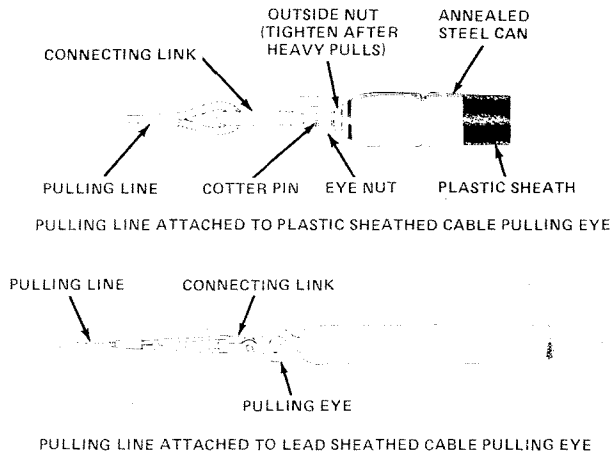 OUTSIDE NUT
(TIGHTEN AFTER
HEAVY PULLS)
ANNEALED
STEEL CAN
CONNECTING LINK
PULLING LINE
COTTER PIN
EYE NUT
PLASTIC SHEATH
PULLING LINE ATTACHED TO PLASTIC SHEATHED CABLE PULLING EYE
PULLING LINE
CONNECTING LINK
PULLING EYE
PULLING LINE ATTACHED TO LEAD SHEATHED CABLE PULLING EYE